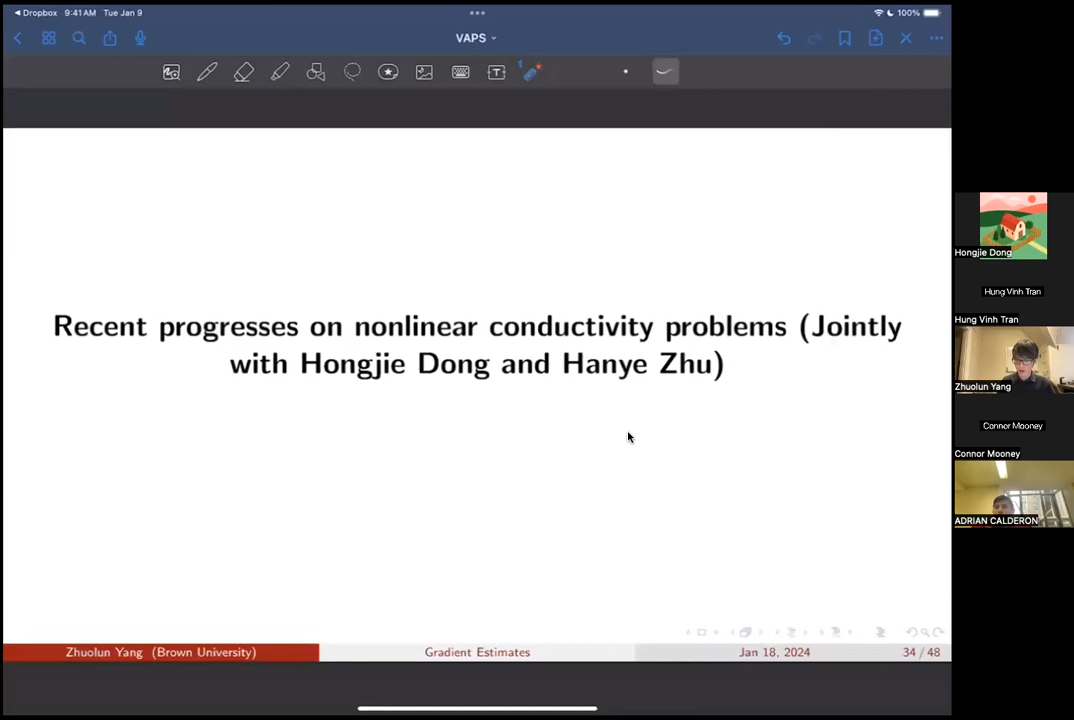 Dropbox 9:41 AM Tue Jan 9
100%
VAPS
T
Recent progresses on nonlinear conductivity problems (Jointly
with Hongjie Dong and Hanye Zhu)
Zhuolun Yang (Brown University)
Gradient Estimates
Jan 18, 2024
34 / 48
Hongjie Dong
Hung Vinh Tran
Hung Vinh Tran
Zhuolun Yang
Connor Mooney
Connor Mooney
ADRIAN CALDERON